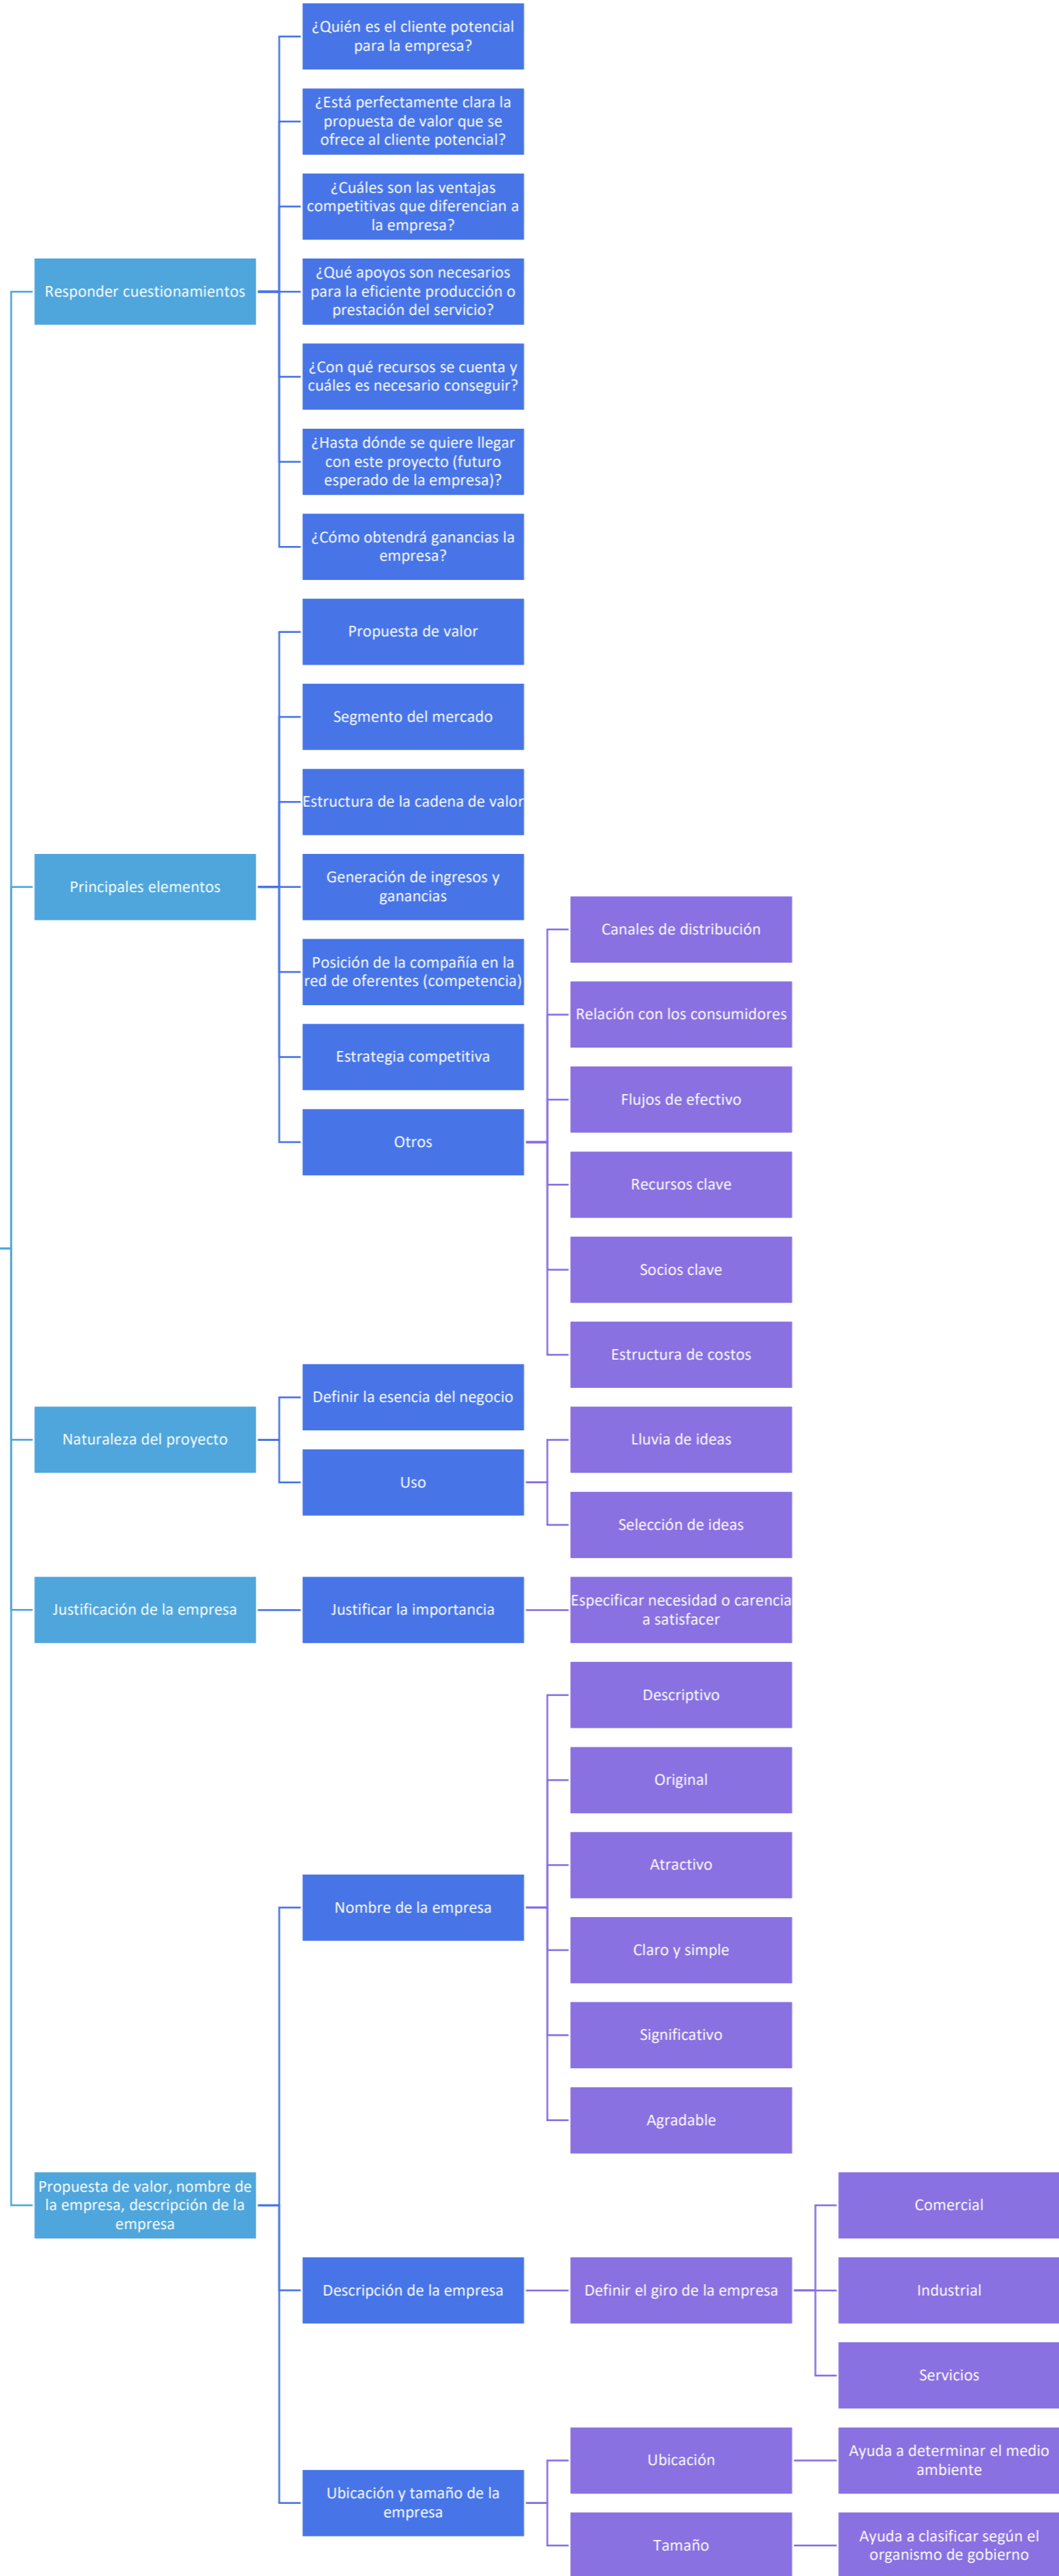 ¿Quién es el cliente potencial
para la empresa?
¿Está perfectamente clara la
propuesta de valor que se
ofrece al cliente potencial?
¿Cuáles son las ventajas
competitivas que diferencian a
la empresa?
Responder cuestionamientos
¿Qué apoyos son necesarios
para la eficiente producción o
prestación del servicio?
¿Con qué recursos se cuenta y
cuáles es necesario conseguir?
¿Hasta dónde se quiere llegar
con este proyecto (futuro
esperado de la empresa)?
¿Cómo obtendrá ganancias la
empresa?
Propuesta de valor
Segmento del mercado
Estructura de la cadena de valor
Principales elementos
Generación de ingresos y
ganancias
Posición de la compañía en la
red de oferentes (competencia)
Estrategia competitiva
Otros
Canales de distribución
Relación con los consumidores
Flujos de efectivo
Recursos clave
Socios clave
Estructura de costos
Naturaleza del proyecto
Definir la esencia del negocio
Uso
Lluvia de ideas
Selección de ideas
Justificación de la empresa
Justificar la importancia
Especificar necesidad o carencia
a satisfacer
Propuesta de valor, nombre de
la empresa, descripción de la
empresa
Nombre de la empresa
Descriptivo
Original
Atractivo
Claro y simple
Significativo
Agradable
Descripción de la empresa
Definir el giro de la empresa
Comercial
Industrial
Servicios
Ubicación y tamaño de la
empresa
Ubicación
Ayuda a determinar el medio
ambiente
Tamaño
Ayuda a clasificar según el
organismo de gobierno